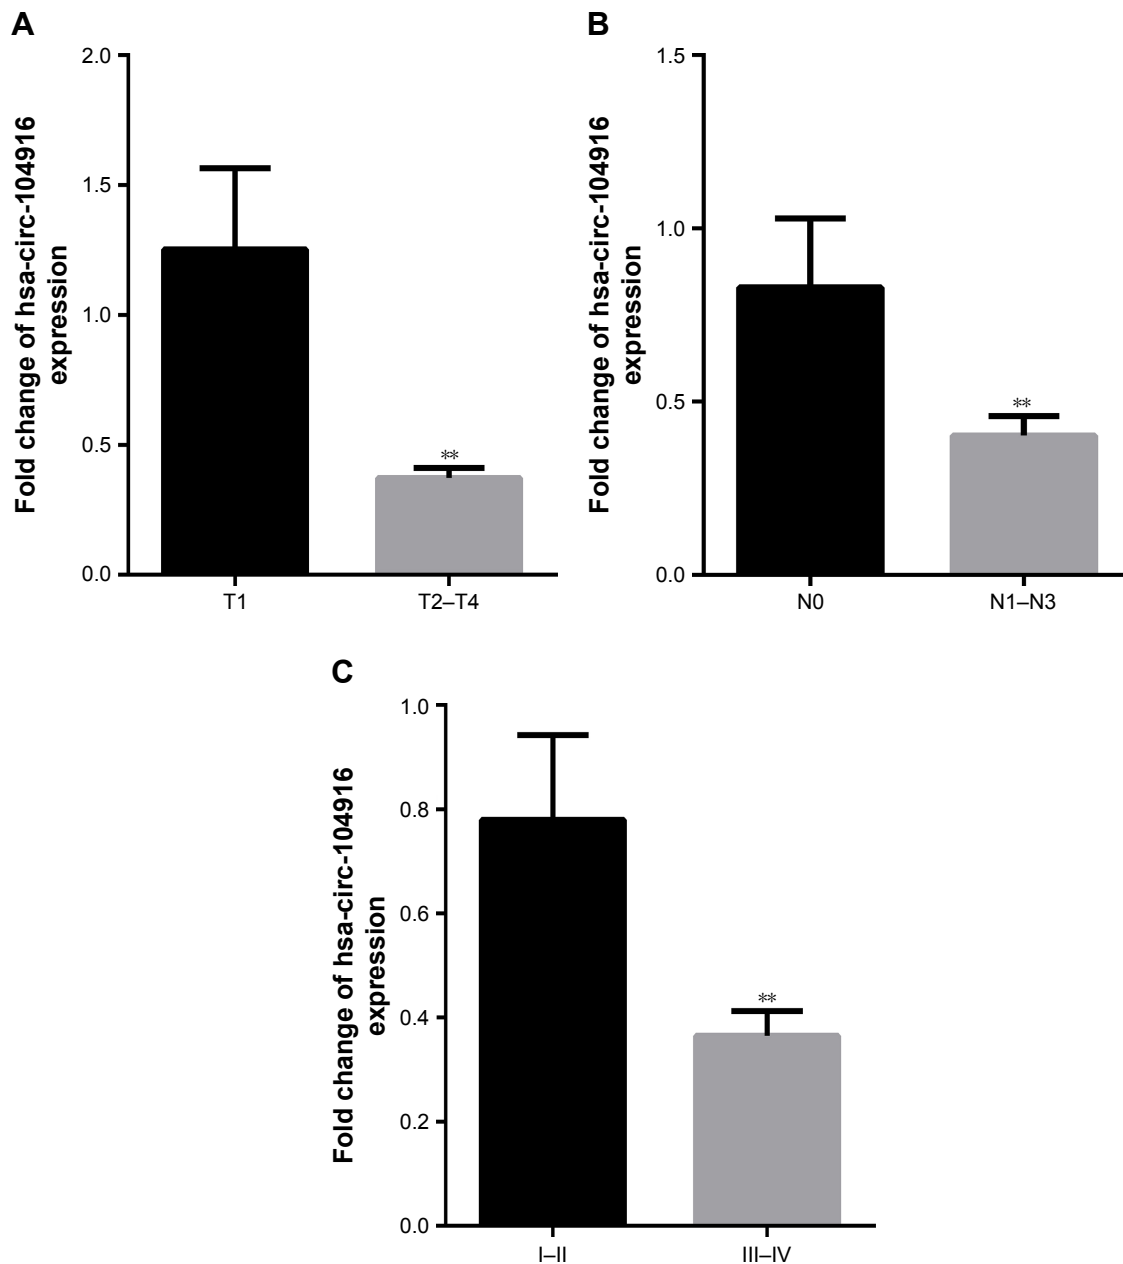 A
Fold change of hsa-circ-104916
expression
2.0
1.5
1.0
0.5
0.0
**
T1
T2–T4
B
Fold change of hsa-circ-104916
expression
1.5
1.0
0.5
0.0
**
N0
N1–N3
C
Fold change of hsa-circ-104916
expression
1.0
0.8
0.6
0.4
0.2
0.0
**
I–II
III–IV